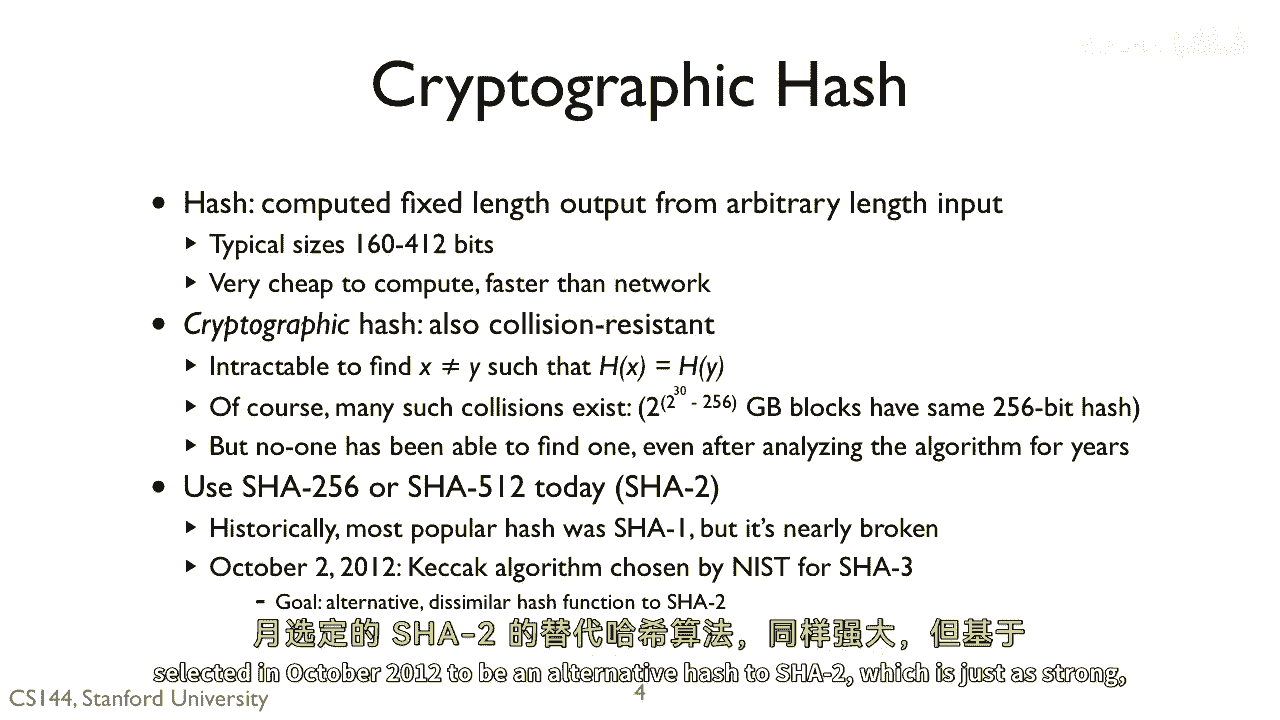 Cryptographic Hash
• Hash: computed fixed length output from arbitrary length input
▸ Typical sizes 160-412 bits
▸ Very cheap to compute, faster than network
• Cryptographic hash: also collision-resistant
▸ Intractable to find x ≠ y such that H(x) = H(y)
▸ Of course, many such collisions exist: (2^(2^30 - 256) GB blocks have same 256-bit hash)
▸ But no-one has been able to find one, even after analyzing the algorithm for years
• Use SHA-256 or SHA-512 today (SHA-2)
▸ Historically, most popular hash was SHA-1, but it's nearly broken
▸ October 2, 2012: Keccak algorithm chosen by NIST for SHA-3
- Goal: alternative, dissimilar hash function to SHA-2
月选定的 SHA-2 的替代哈希算法，同样强大，但基于
selected in October 2012 to be an alternative hash to SHA-2, which is just as strong,
CS144, Stanford University
4